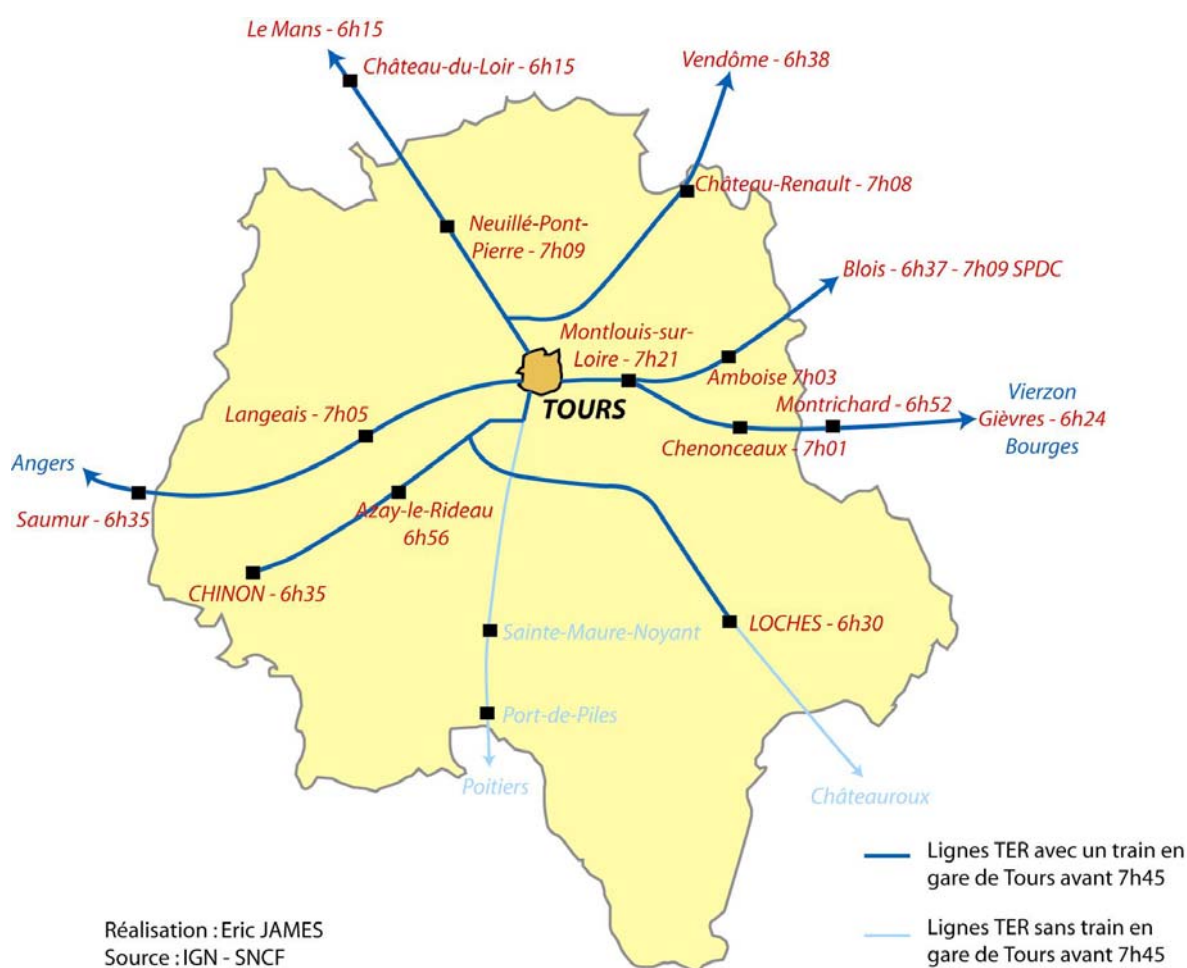 Le Mans - 6h15
Château-du-Loir - 6h15
Vendôme - 6h38
Château-Renault - 7h08
Neuillé-Pont-
Pierre - 7h09
Blois - 6h37 - 7h09 SPDC
Montlouis-sur-
Loire - 7h21
Amboise 7h03
TOURS
Vierzon
Montrichard - 6h52
Gièvres - 6h24
Bourges
Chenonceaux - 7h01
Langeais - 7h05
Angers
Saumur - 6h35
Azay-le-Rideau
6h56
CHINON - 6h35
LOCHES - 6h30
Sainte-Maure-Noyant
Port-de-Piles
Poitiers
Châteauroux
Lignes TER avec un train en
gare de Tours avant 7h45
Lignes TER sans train en
gare de Tours avant 7h45
Réalisation : Eric JAMES
Source : IGN - SNCF